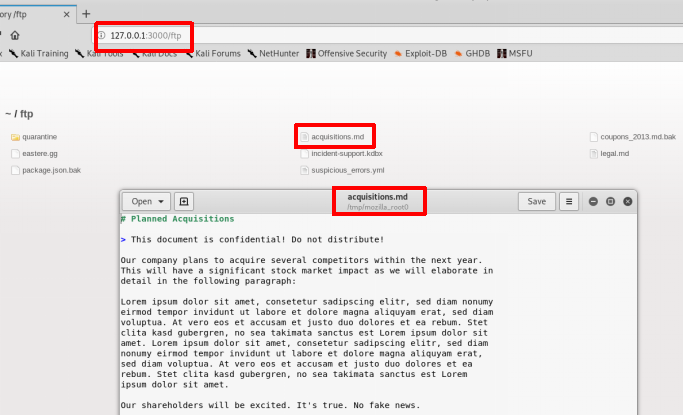 ory /ftp × +
127.0.0.1:3000/ftp
Kali Training Kali Tools Kali Docs Kali Forums NetHunter Offensive Security Exploit-DB GHDB MSFU
~ / ftp
quarantine acquisitions.md coupons_2013.md.bak
eastere.gg incident-support.kdbx legal.md
package.json.bak suspicious_errors.yml
Open acquisitions.md Save
/tmp/mozilla_root0
# Planned Acquisitions
> This document is confidential! Do not distribute!
Our company plans to acquire several competitors within the next year.
This will have a significant stock market impact as we will elaborate in
detail in the following paragraph:
Lorem ipsum dolor sit amet, consetetur sadipscing elitr, sed diam nonumy
eirmod tempor invidunt ut labore et dolore magna aliquyam erat, sed diam
voluptua. At vero eos et accusam et justo duo dolores et ea rebum. Stet
clita kasd gubergren, no sea takimata sanctus est Lorem ipsum dolor sit
amet. Lorem ipsum dolor sit amet, consetetur sadipscing elitr, sed diam
nonumy eirmod tempor invidunt ut labore et dolore magna aliquyam erat,
sed diam voluptua. At vero eos et accusam et justo duo dolores et ea
rebum. Stet clita kasd gubergren, no sea takimata sanctus est Lorem
ipsum dolor sit amet.
Our shareholders will be excited. It's true. No fake news.